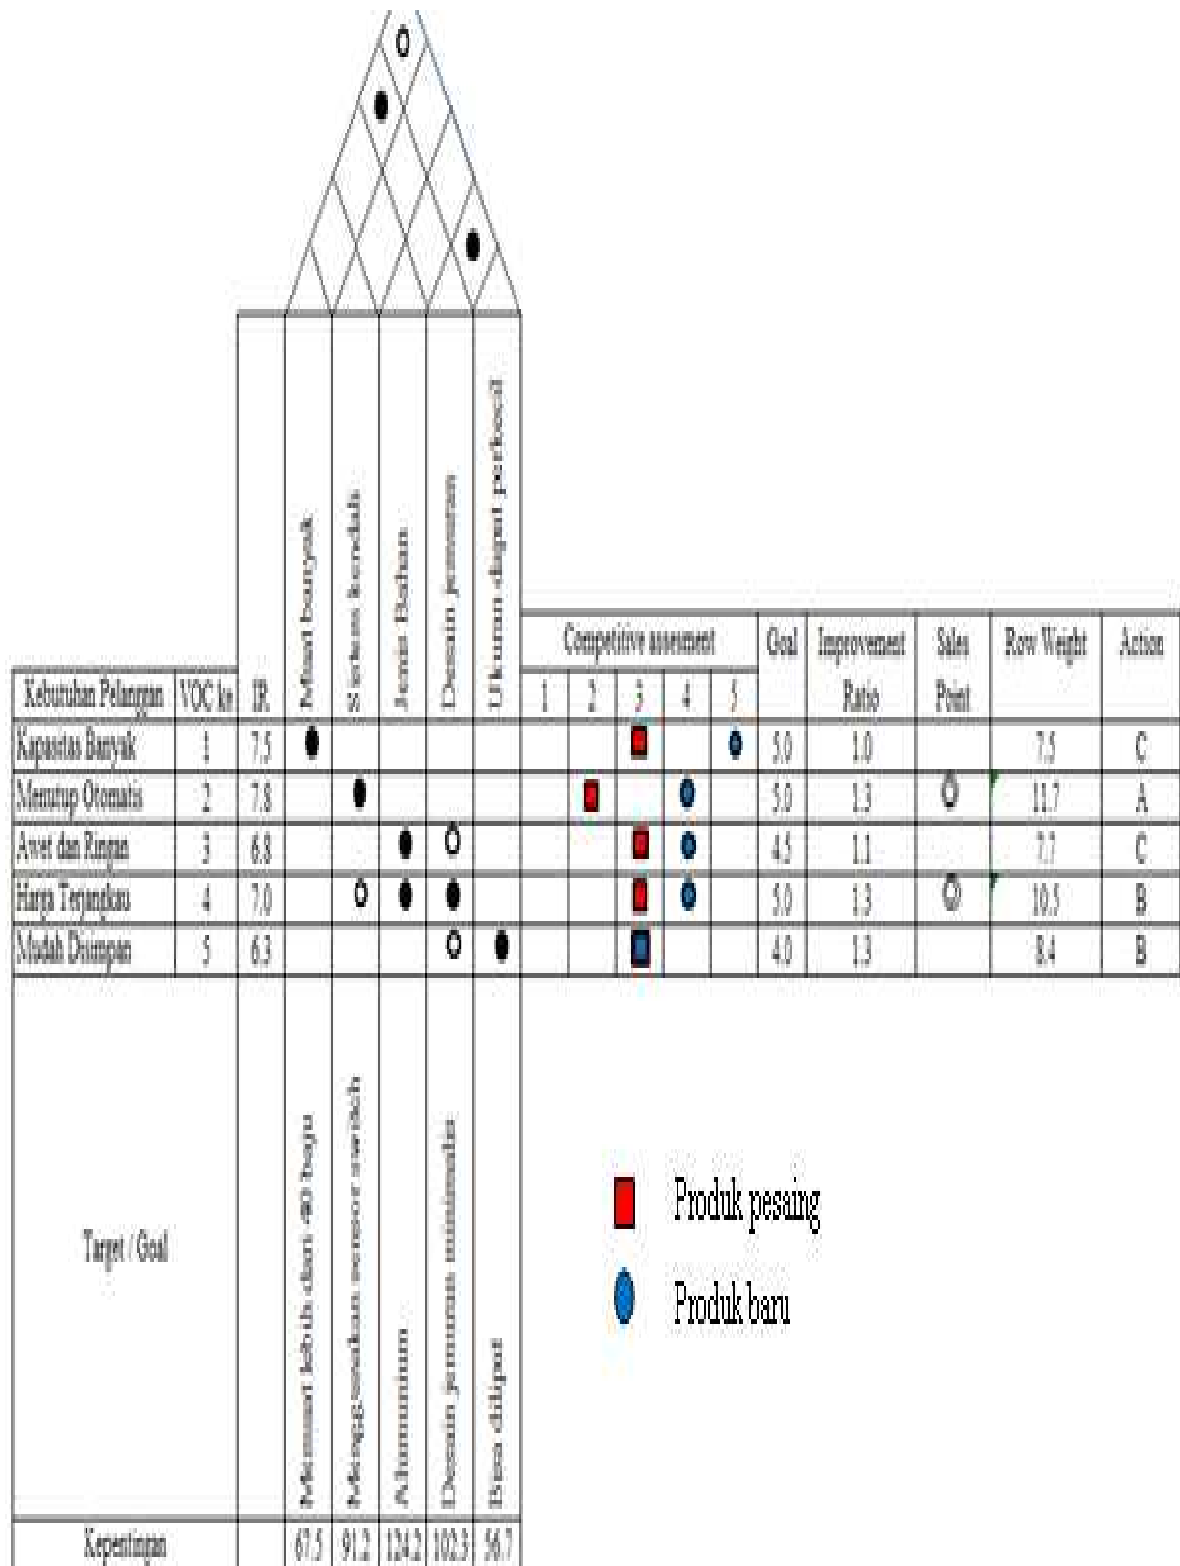 Muat banyak
Sistem kendali
Jenis Bahan
Desain jemuran
Ukuran dapat perkecil
Competitive assesment Goal Improvement Ratio Sales Point Row Weight Action
Kebutuhan Pelanggan VOC ke IR 1 2 3 4 5
Kapasitas Banyak 1 7.5 5.0 1.0 7.5 C
Menutup Otomatis 2 7.8 5.0 1.3 11.7 A
Awet dan Ringan 3 6.8 4.5 1.1 7.7 C
Harga Terjangkau 4 7.0 5.0 1.3 10.5 B
Mudah Disimpan 5 6.3 4.0 1.3 8.4 B
Target / Goal
Memuat lebih dari 40 baju
Menggunakan sensor switch
Alumunium
Desain jemuran minimalis
Bisa dilipat
Produk pesaing
Produk baru
Kepentingan 67.5 91.2 124.2 102.3 56.7